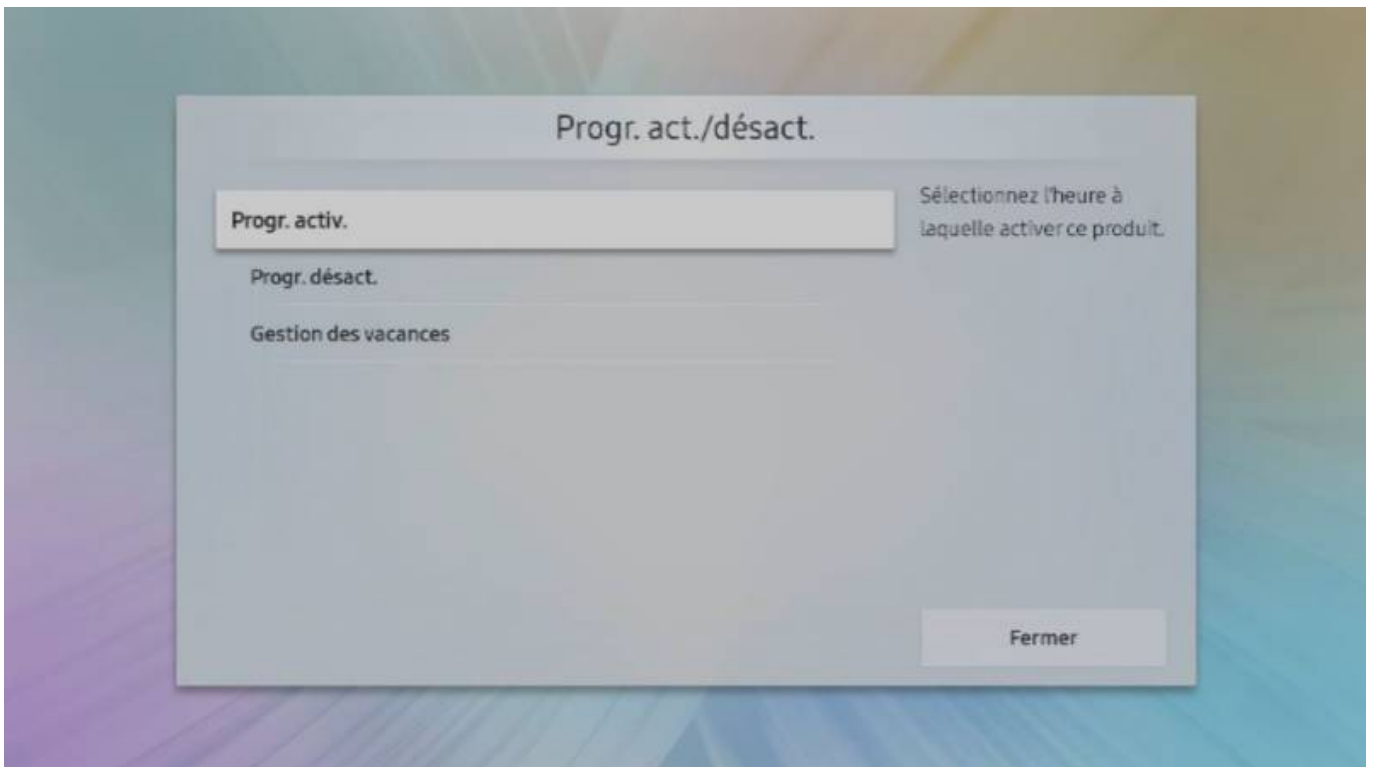 Progr. act./désact.
Progr. activ.
Sélectionnez l'heure à
laquelle activer ce produit.
Progr. désact.
Gestion des vacances
Fermer